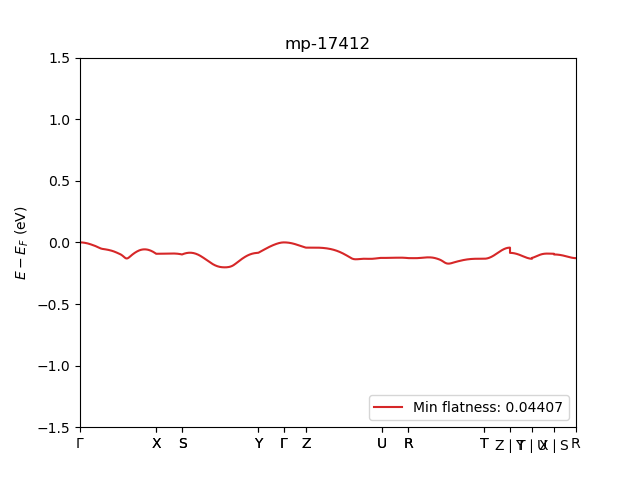 mp-17412
1.5
1.0
0.5
0.0
−0.5
−1.0
−1.5
E − E_F (eV)
Min flatness: 0.04407
Γ X S Y Γ Z U R T Z | Y T | U X | S R